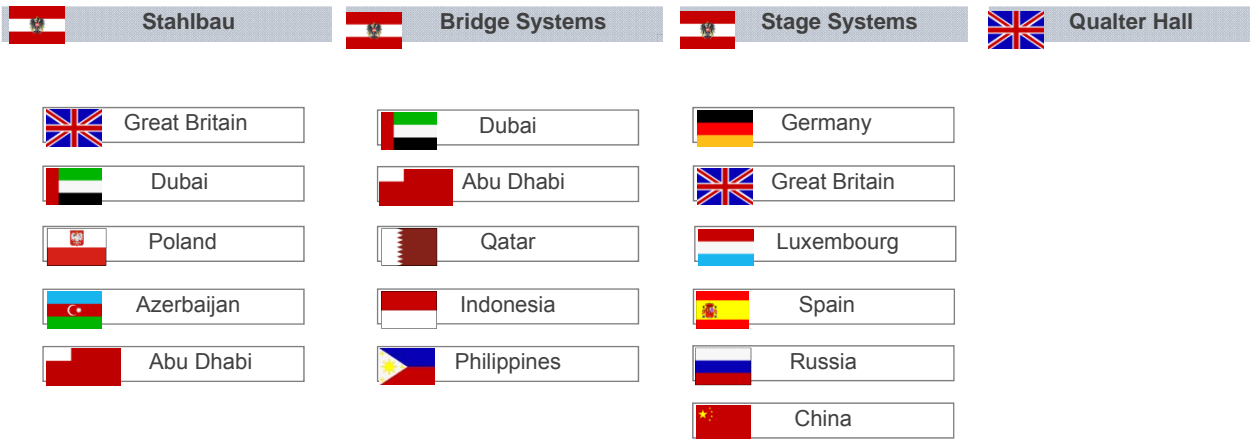 Stahlbau
Bridge Systems
Stage Systems
Qualter Hall
Great Britain
Dubai
Poland
Azerbaijan
Abu Dhabi
Dubai
Abu Dhabi
Qatar
Indonesia
Philippines
Germany
Great Britain
Luxembourg
Spain
Russia
China